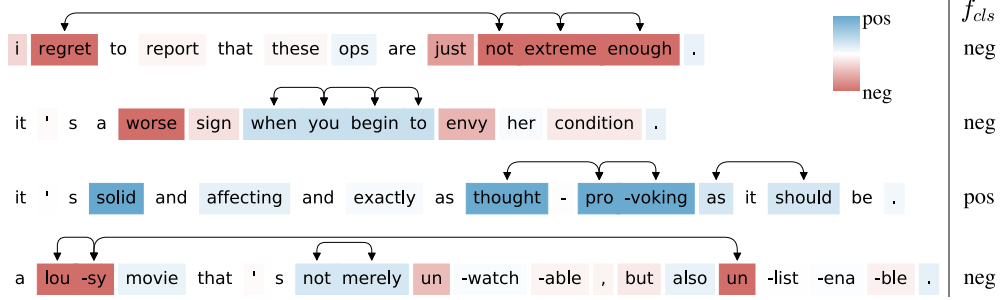 f_cls
pos
i regret to report that these ops are just not extreme enough . neg
neg
it ' s a worse sign when you begin to envy her condition . neg
it ' s solid and affecting and exactly as thought - pro -voking as it should be . pos
a lou -sy movie that ' s not merely un -watch -able , but also un -list -ena -ble . neg